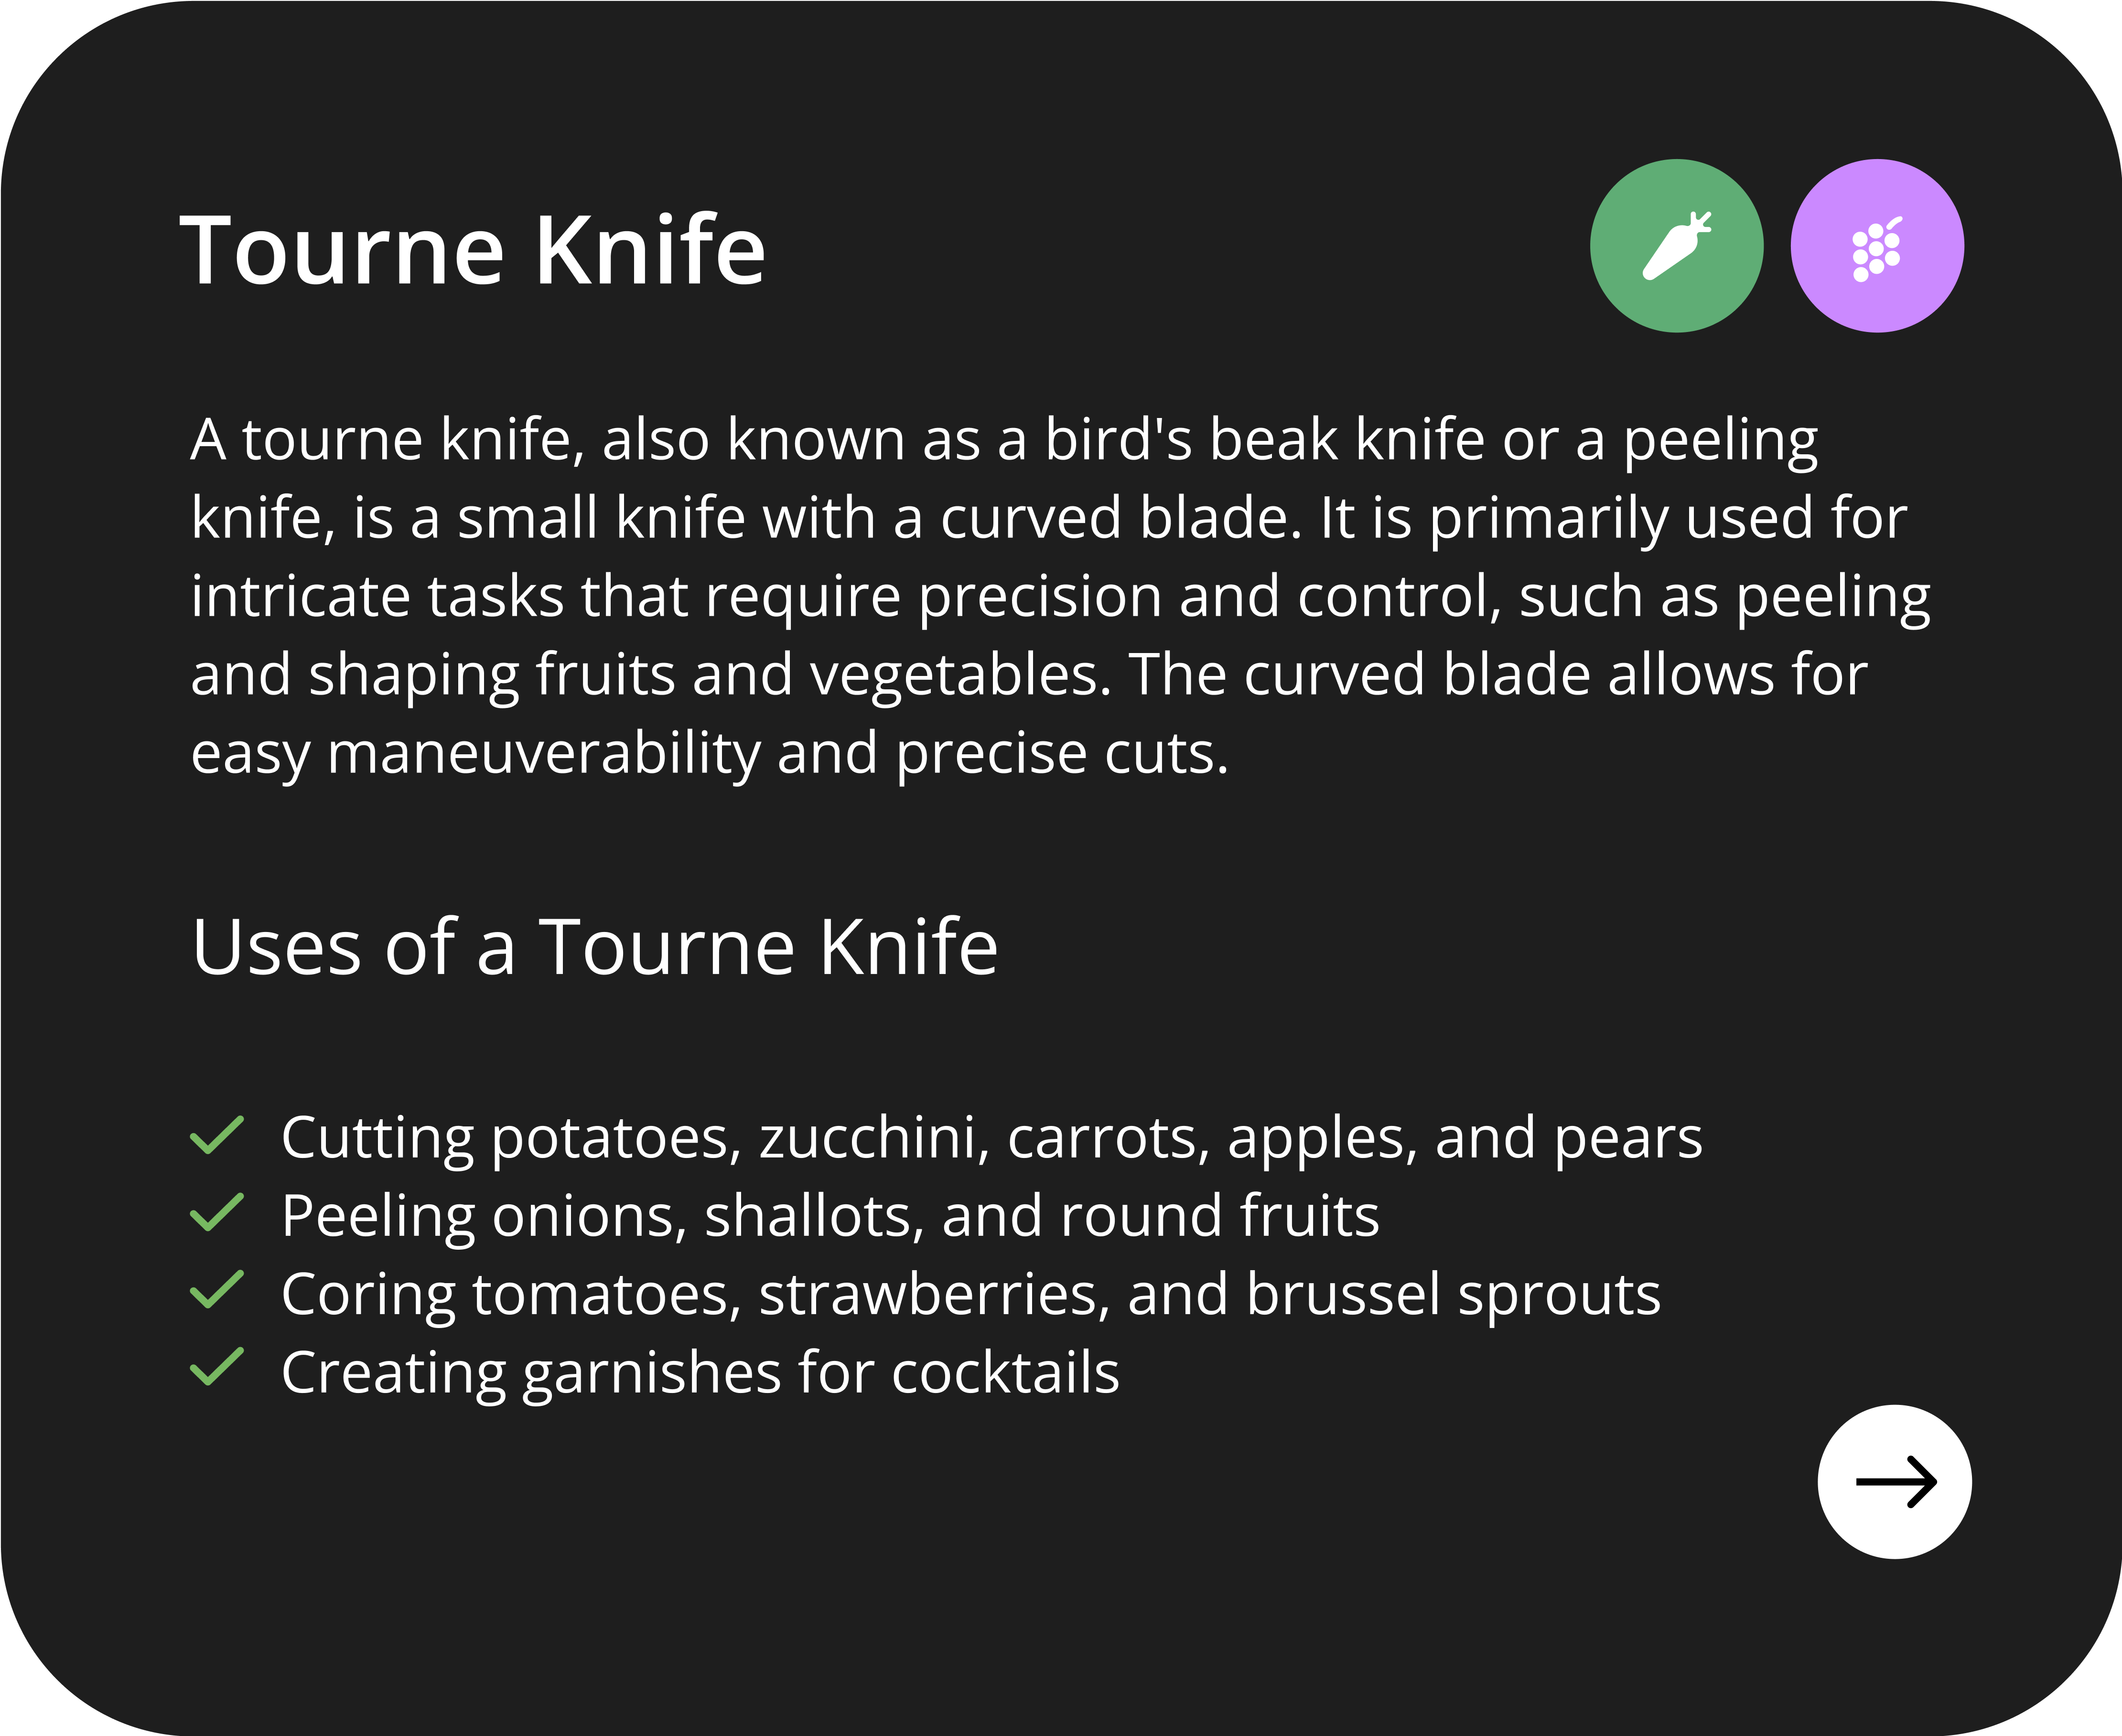 Tourne Knife
A tourne knife, also known as a bird's beak knife or a peeling
knife, is a small knife with a curved blade. It is primarily used for
intricate tasks that require precision and control, such as peeling
and shaping fruits and vegetables. The curved blade allows for
easy maneuverability and precise cuts.
Uses of a Tourne Knife
Cutting potatoes, zucchini, carrots, apples, and pears
Peeling onions, shallots, and round fruits
Coring tomatoes, strawberries, and brussel sprouts
Creating garnishes for cocktails